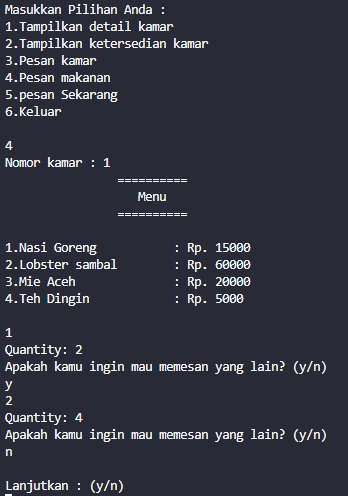 Masukkan Pilihan Anda :
1.Tampilkan detail kamar
2.Tampilkan ketersedian kamar
3.Pesan kamar
4.Pesan makanan
5.pesan Sekarang
6.Keluar
4
Nomor kamar : 1
==========
Menu
==========
1.Nasi Goreng : Rp. 15000
2.Lobster sambal : Rp. 60000
3.Mie Aceh : Rp. 20000
4.Teh Dingin : Rp. 5000
1
Quantity: 2
Apakah kamu ingin mau memesan yang lain? (y/n)
y
2
Quantity: 4
Apakah kamu ingin mau memesan yang lain? (y/n)
n
Lanjutkan : (y/n)